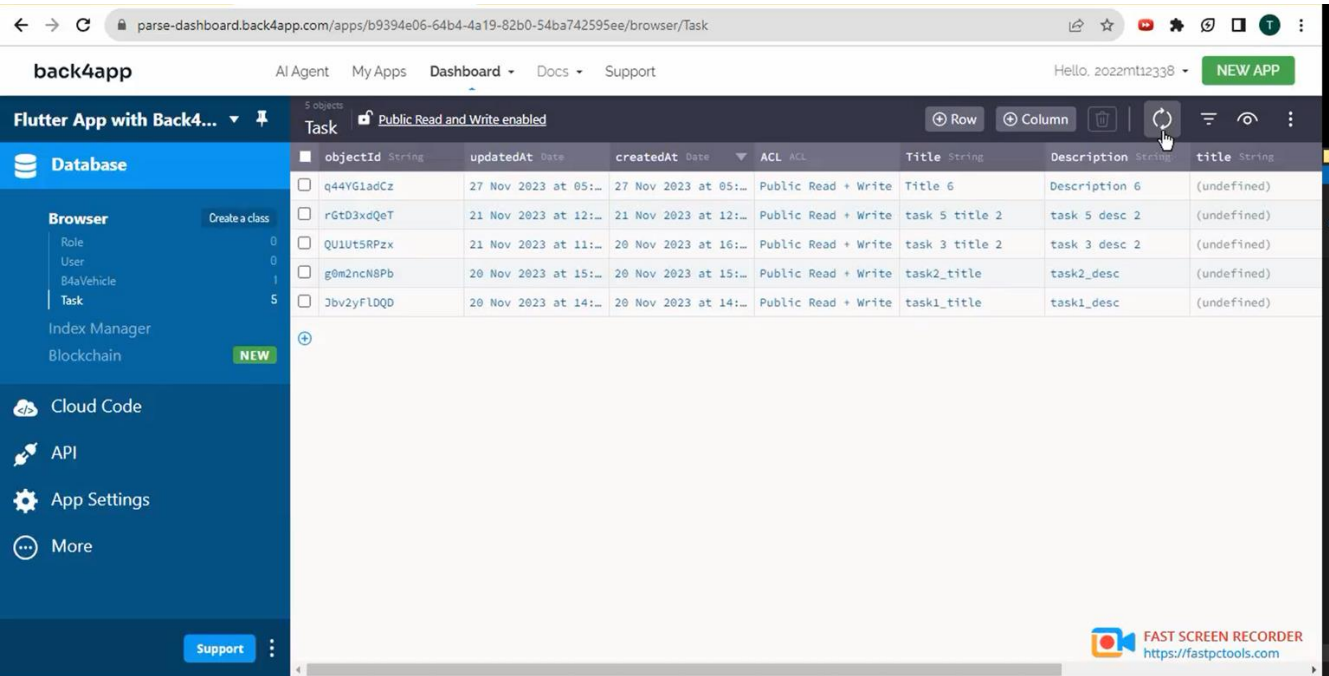 parse-dashboard.back4app.com/apps/b9394e06-64b4-4a19-82b0-54ba742595ee/browser/Task
T
back4app AI Agent My Apps Dashboard Docs Support Hello, 2022mt12338 NEW APP
Flutter App with Back4...
5 objects
Task Public Read and Write enabled Row Column
Database
Browser Create a class
Role 0
User 0
B4aVehicle 1
Task 5
Index Manager
Blockchain NEW
Cloud Code
API
App Settings
More
Support
objectId String updatedAt Date createdAt Date ACL ACL Title String Description String title String
q44YG1adCz 27 Nov 2023 at 05:… 27 Nov 2023 at 05:… Public Read + Write Title 6 Description 6 (undefined)
rGtD3xdQeT 21 Nov 2023 at 12:… 21 Nov 2023 at 12:… Public Read + Write task 5 title 2 task 5 desc 2 (undefined)
QU1Ut5RPzx 21 Nov 2023 at 11:… 20 Nov 2023 at 16:… Public Read + Write task 3 title 2 task 3 desc 2 (undefined)
g0m2ncN8Pb 20 Nov 2023 at 15:… 20 Nov 2023 at 15:… Public Read + Write task2_title task2_desc (undefined)
Jbv2yFlDQD 20 Nov 2023 at 14:… 20 Nov 2023 at 14:… Public Read + Write task1_title task1_desc (undefined)
FAST SCREEN RECORDER
https://fastpctools.com